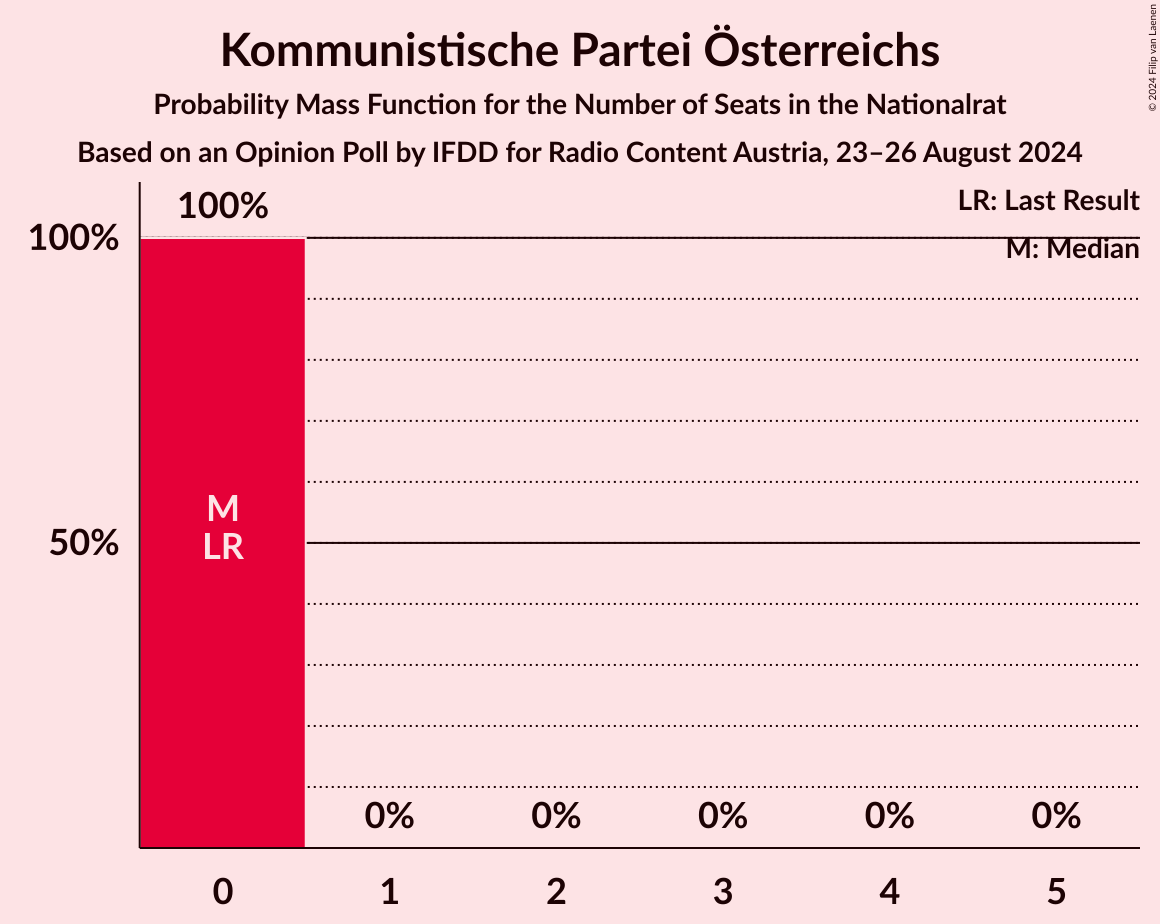 Kommunistische Partei Österreichs
Probability Mass Function for the Number of Seats in the Nationalrat
Based on an Opinion Poll by IFDD for Radio Content Austria, 23–26 August 2024
© 2024 Filip van Laenen
LR: Last Result
M: Median
100%
100%
50%
M
LR
0% 0% 0% 0% 0%
0 1 2 3 4 5